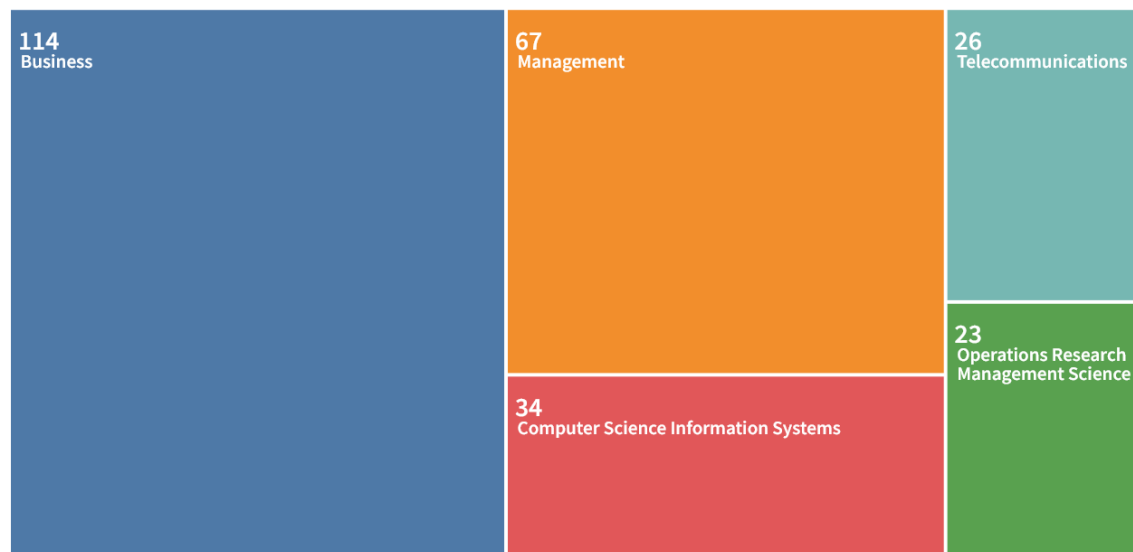 114
Business
67
Management
34
Computer Science Information Systems
26
Telecommunications
23
Operations Research
Management Science